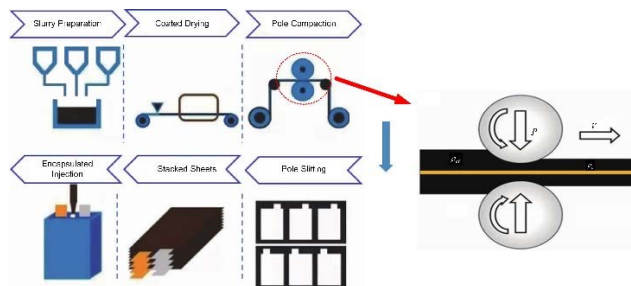 Slurry Preparation
Coated Drying
Pole Compaction
P
v
Encapsulated
Injection
Stacked Sheets
Pole Slitting